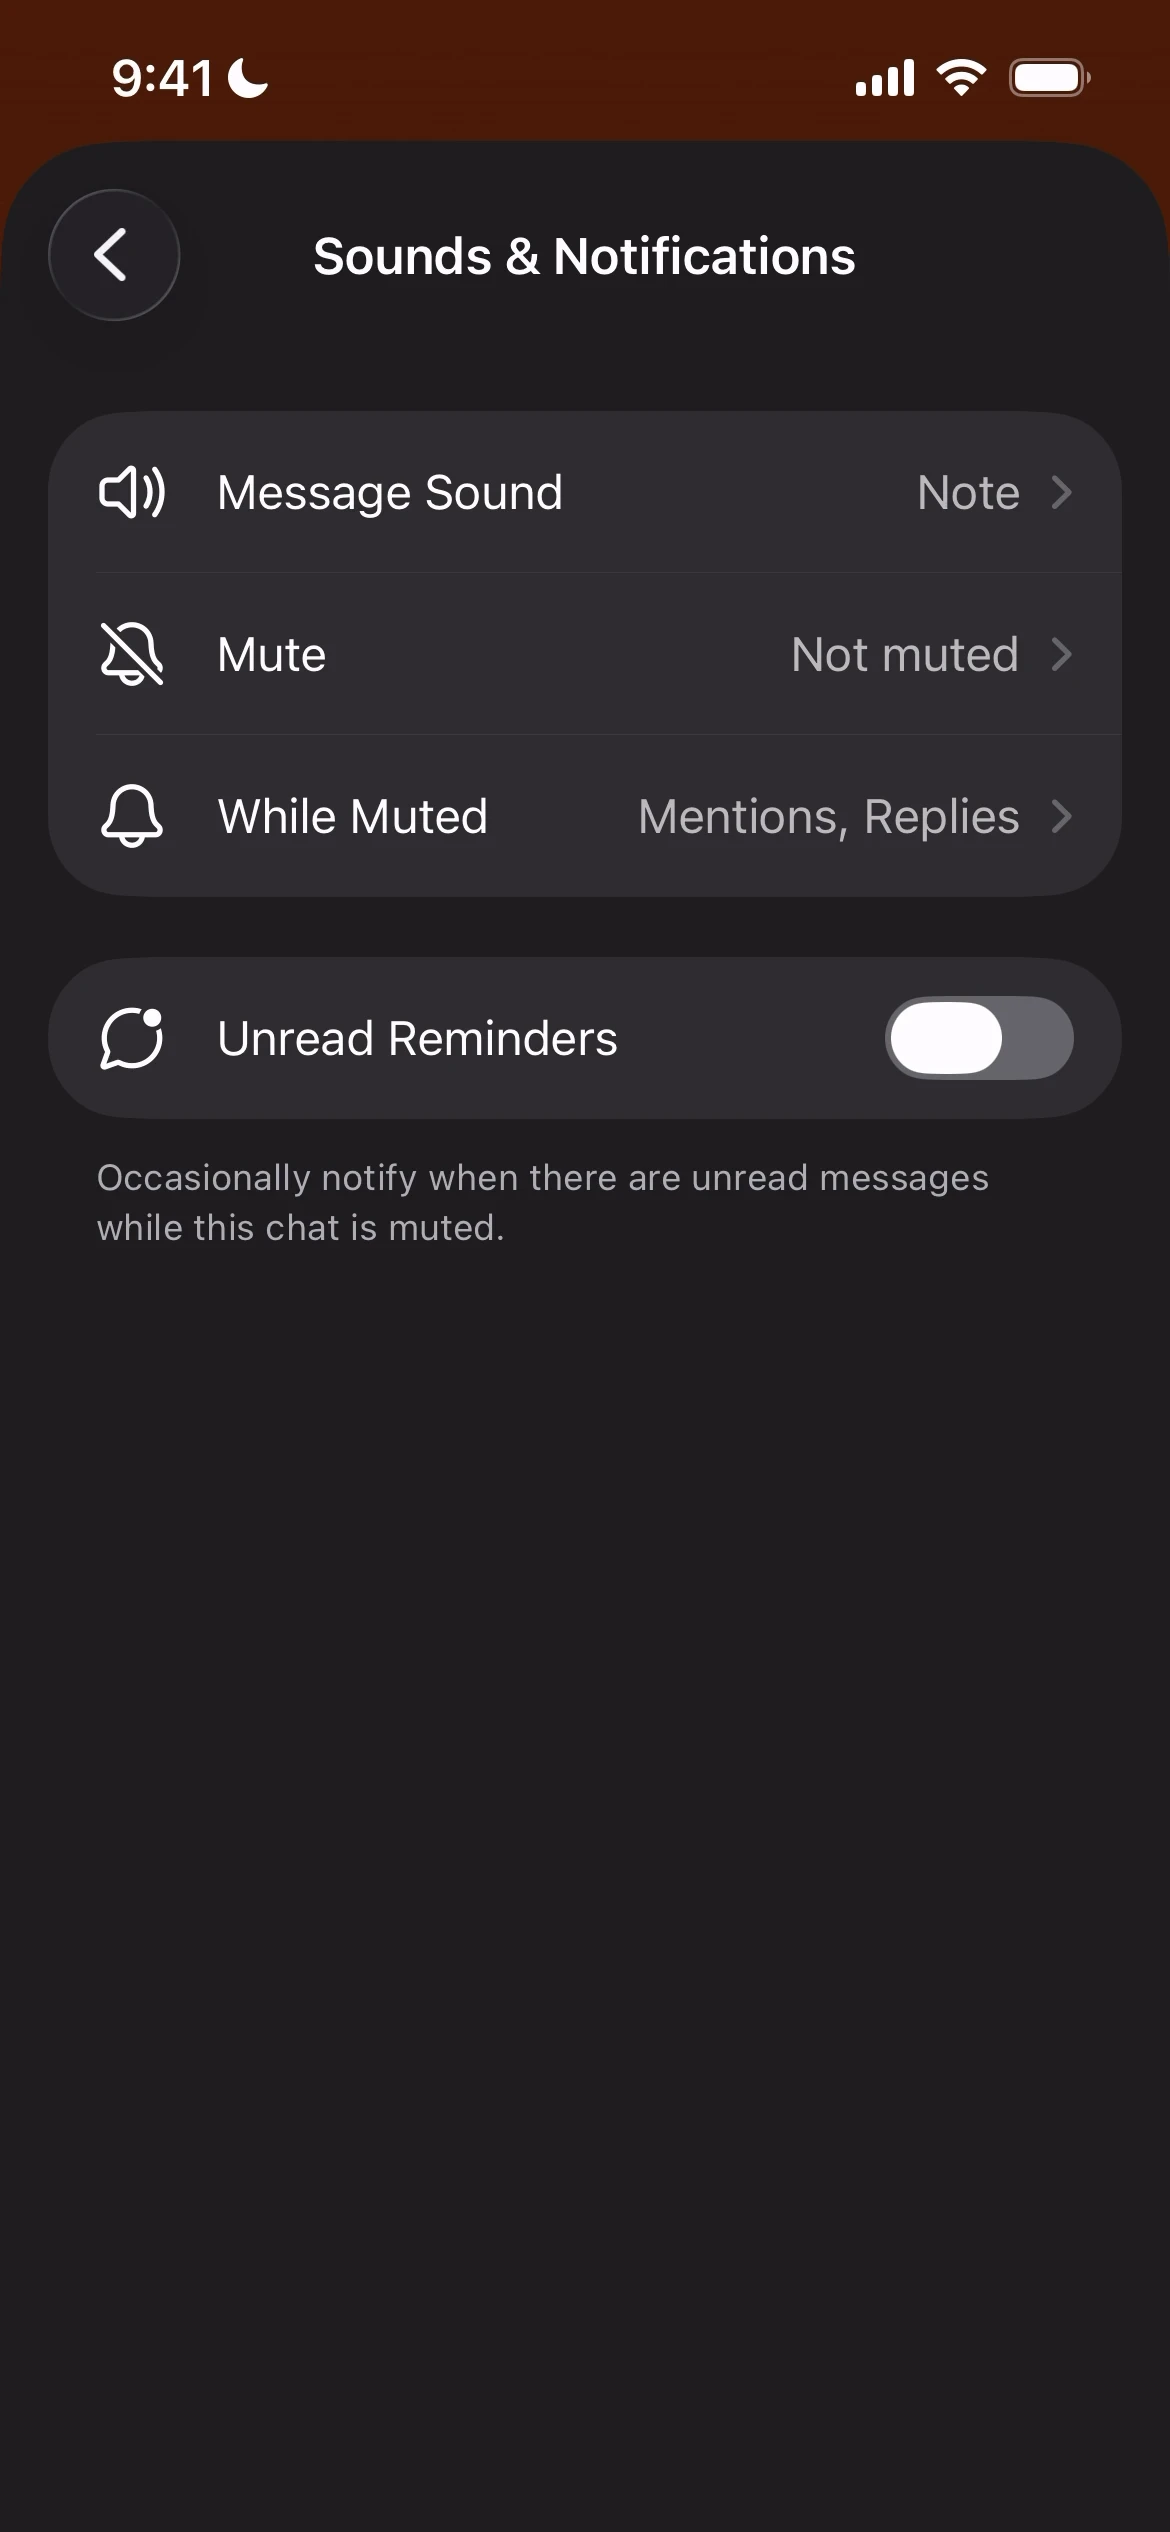 9:41
Sounds & Notifications
Message Sound Note
Mute Not muted
While Muted Mentions, Replies
Unread Reminders
Occasionally notify when there are unread messages
while this chat is muted.